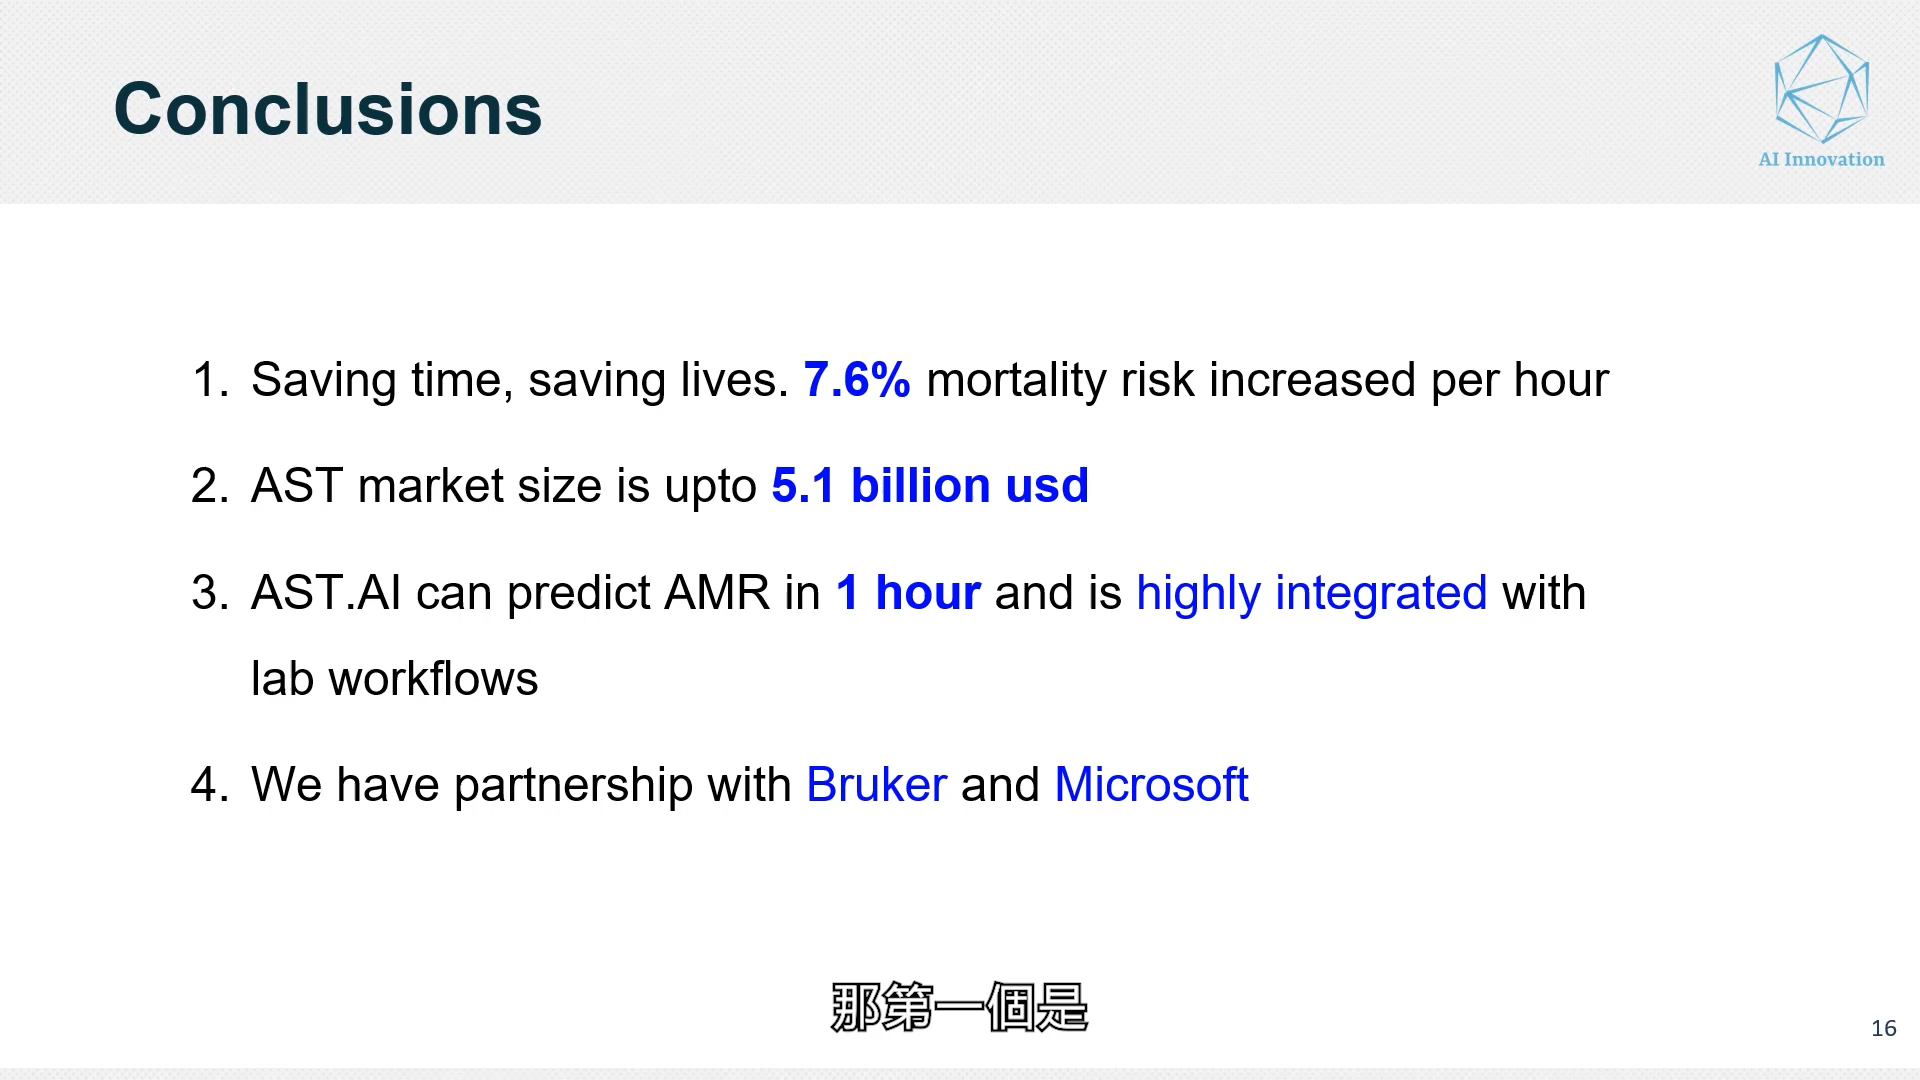 Conclusions
AI Innovation
1. Saving time, saving lives. 7.6% mortality risk increased per hour
2. AST market size is upto 5.1 billion usd
3. AST.AI can predict AMR in 1 hour and is highly integrated with
lab workflows
4. We have partnership with Bruker and Microsoft
那第一個是
16